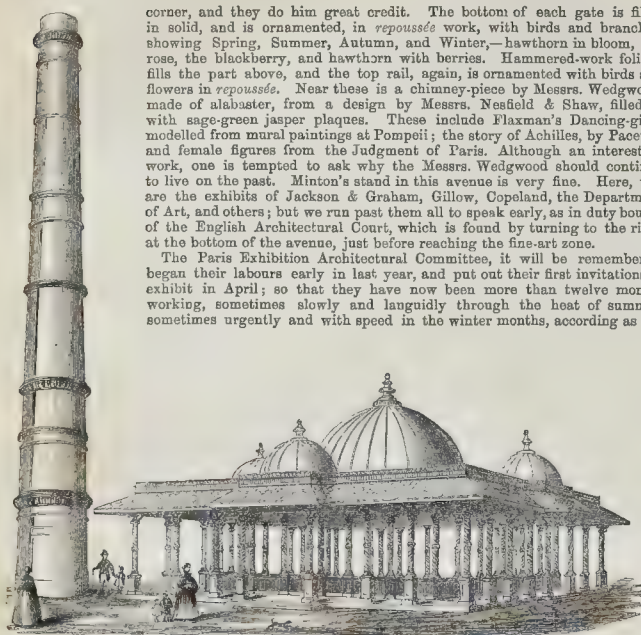 corner, and they do him great credit. The bottom of each gate is fil
in solid, and is ornamented, in repoussée work, with birds and branch
showing Spring, Summer, Autumn, and Winter,—hawthorn in bloom,
rose, the blackberry, and hawthorn with berries. Hammered-work foli
fills the part above, and the top rail, again, is ornamented with birds
flowers in repoussée. Near these is a chimney-piece by Messrs. Wedgwo
made of alabaster, from a design by Messrs. Nesfield & Shaw, filled
with sage-green jasper plaques. These include Flaxman's Dancing-gi
modelled from mural paintings at Pompeii; the story of Achilles, by Pace
and female figures from the Judgment of Paris. Although an interest
work, one is tempted to ask why the Messrs. Wedgwood should conti
to live on the past. Minton's stand in this avenue is very fine. Here,
are the exhibits of Jackson & Graham, Gillow, Copeland, the Departm
of Art, and others; but we run past them all to speak early, as in duty bou
of the English Architectural Court, which is found by turning to the ri
at the bottom of the avenue, just before reaching the fine-art zone.
The Paris Exhibition Architectural Committee, it will be remember
began their labours early in last year, and put out their first invitation
exhibit in April; so that they have now been more than twelve mon
working, sometimes slowly and languidly through the heat of summ
sometimes urgently and with speed in the winter months, according as